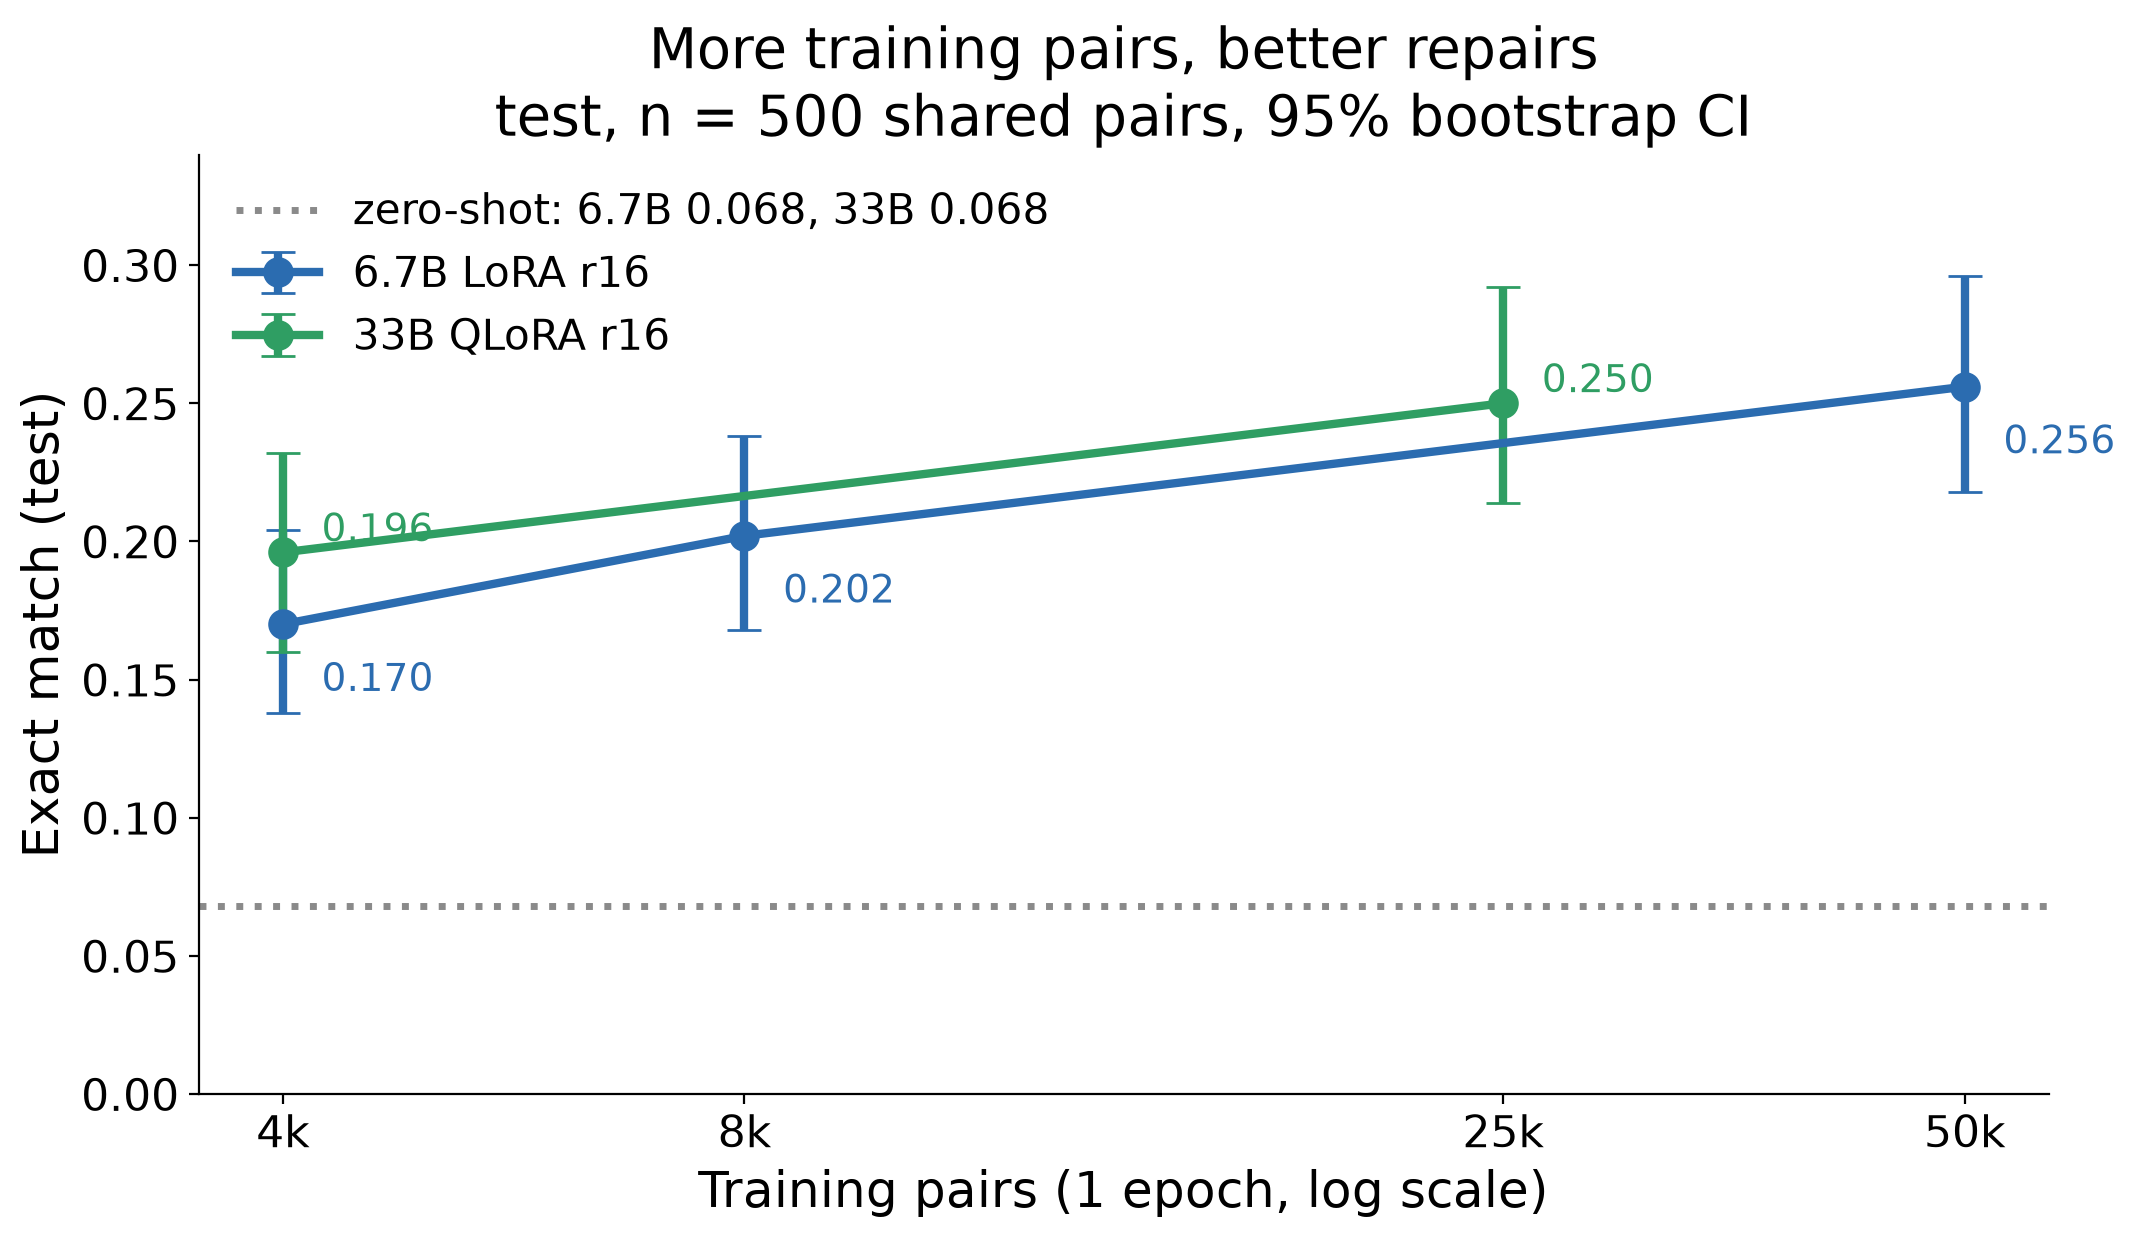 More training pairs, better repairs
test, n = 500 shared pairs, 95% bootstrap CI
zero-shot: 6.7B 0.068, 33B 0.068
6.7B LoRA r16
33B QLoRA r16
Exact match (test)
0.30
0.25
0.20
0.15
0.10
0.05
0.00
0.196
0.170
0.202
0.250
0.256
4k
8k
25k
50k
Training pairs (1 epoch, log scale)